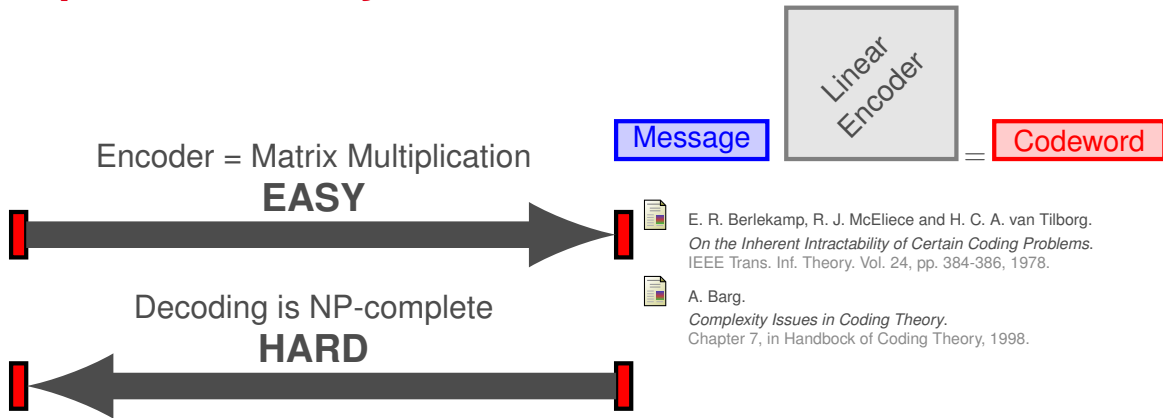 Linear
Encoder
Message
=
Codeword
Encoder = Matrix Multiplication
EASY
E. R. Berlekamp, R. J. McEliece and H. C. A. van Tilborg.
On the Inherent Intractability of Certain Coding Problems.
IEEE Trans. Inf. Theory. Vol. 24, pp. 384-386, 1978.
A. Barg.
Complexity Issues in Coding Theory.
Chapter 7, in Handbock of Coding Theory, 1998.
Decoding is NP-complete
HARD